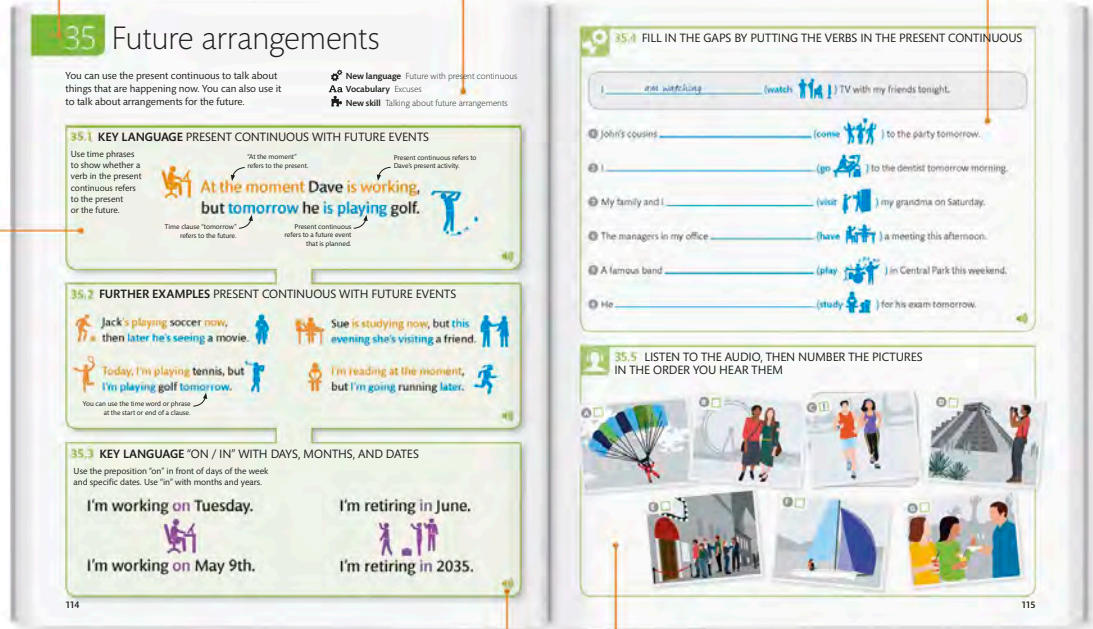 35 Future arrangements
You can use the present continuous to talk about
things that are happening now. You can also use it
to talk about arrangements for the future.
New language Future with present continuous
Aa Vocabulary Excuses
New skill Talking about future arrangements
35.1 KEY LANGUAGE PRESENT CONTINUOUS WITH FUTURE EVENTS
Use time phrases
to show whether a
verb in the present
continuous refers
to the present
or the future.
"At the moment"
refers to the present.
Present continuous refers to
Dave's present activity.
At the moment Dave is working,
but tomorrow he is playing golf.
Time clause "tomorrow"
refers to the future.
Present continuous
refers to a future event
that is planned.
35.2 FURTHER EXAMPLES PRESENT CONTINUOUS WITH FUTURE EVENTS
Jack's playing soccer now,
then later he's seeing a movie.
Sue is studying now, but this
evening she's visiting a friend.
Today, I'm playing tennis, but
I'm playing golf tomorrow.
I'm reading at the moment,
but I'm going running later.
You can use the time word or phrase
at the start or end of a clause.
35.3 KEY LANGUAGE "ON / IN" WITH DAYS, MONTHS, AND DATES
Use the preposition "on" in front of days of the week
and specific dates. Use "in" with months and years.
I'm working on Tuesday.
I'm retiring in June.
I'm working on May 9th.
I'm retiring in 2035.
114
35.4 FILL IN THE GAPS BY PUTTING THE VERBS IN THE PRESENT CONTINUOUS
I am watching (watch ) TV with my friends tonight.
1 John's cousins (come ) to the party tomorrow.
2 I (go ) to the dentist tomorrow morning.
3 My family and I (visit ) my grandma on Saturday.
4 The managers in my office (have ) a meeting this afternoon.
5 A famous band (play ) in Central Park this weekend.
6 He (study ) for his exam tomorrow.
35.5 LISTEN TO THE AUDIO, THEN NUMBER THE PICTURES
IN THE ORDER YOU HEAR THEM
A
B
C 1
D
E
F
G
115